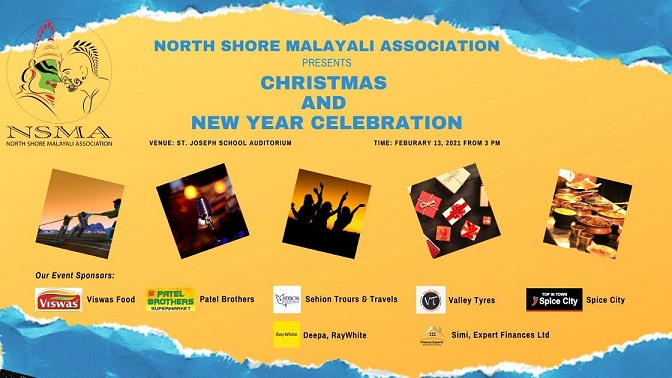 NORTH SHORE MALAYALI ASSOCIATION
PRESENTS
CHRISTMAS
AND
NEW YEAR CELEBRATION
NSMA
NORTH SHORE MALAYALI ASSOCIATION
VENUE: ST. JOSEPH SCHOOL AUDITORIUM
TIME: FEBURARY 13, 2021 FROM 3 PM
Our Event Sponsors:
VISWAS
Viswas Food
PATEL
BROTHERS
SUPERMARKET
Patel Brothers
Sehion Trours & Travels
VT
Valley Tyres
TOP IN TOWN
Spice City
Spice City
RayWhite
Deepa, RayWhite
Simi, Expert Finances Ltd